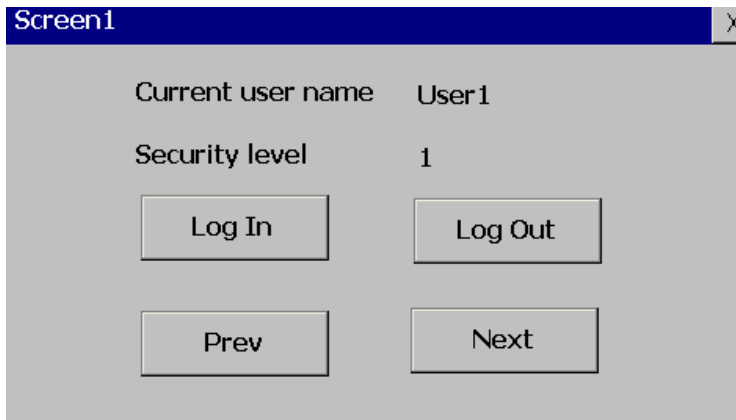 Screen1 X
Current user name User1
Security level 1
Log In Log Out
Prev Next